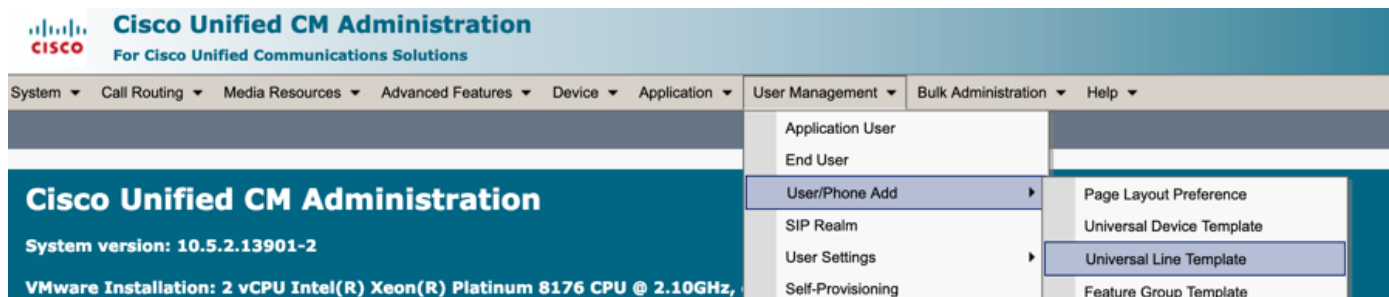 CISCO
Cisco Unified CM Administration
For Cisco Unified Communications Solutions
System Call Routing Media Resources Advanced Features Device Application User Management Bulk Administration Help
Application User
End User
User/Phone Add
SIP Realm
User Settings
Self-Provisioning
Page Layout Preference
Universal Device Template
Universal Line Template
Feature Group Template
Cisco Unified CM Administration
System version: 10.5.2.13901-2
VMware Installation: 2 vCPU Intel(R) Xeon(R) Platinum 8176 CPU @ 2.10GHz,